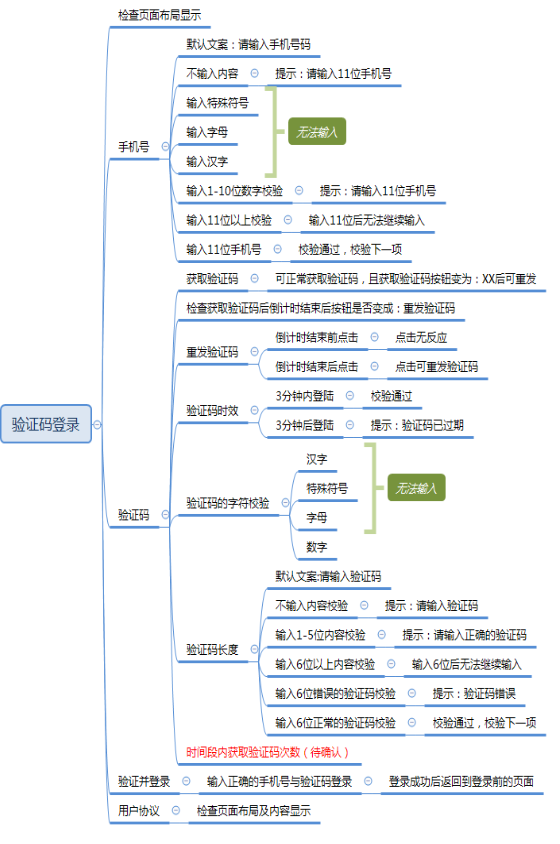 检查页面布局显示
默认文案：请输入手机号码
不输入内容 提示：请输入11位手机号
输入特殊符号
输入字母 无法输入
手机号
输入汉字
输入1-10位数字校验 提示：请输入11位手机号
输入11位以上校验 输入11位后无法继续输入
输入11位手机号 校验通过，校验下一项
获取验证码 可正常获取验证码，且获取验证码按钮变为：XX后可重发
检查获取验证码后倒计时结束后按钮是否变成：重发验证码
倒计时结束前点击 点击无反应
重发验证码
倒计时结束后点击 点击可重发验证码
3分钟内登陆 校验通过
验证码时效
验证码登录
3分钟后登陆 提示：验证码已过期
汉字
特殊符号 无法输入
验证码的字符校验
验证码
字母
数字
默认文案:请输入验证码
不输入内容校验 提示：请输入验证码
输入1-5位内容校验 提示：请输入正确的验证码
验证码长度
输入6位以上内容校验 输入6位后无法继续输入
输入6位错误的验证码校验 提示：验证码错误
输入6位正常的验证码校验 校验通过，校验下一项
时间段内获取验证码次数（待确认）
验证并登录 输入正确的手机号与验证码登录 登录成功后返回到登录前的页面
用户协议 检查页面布局及内容显示